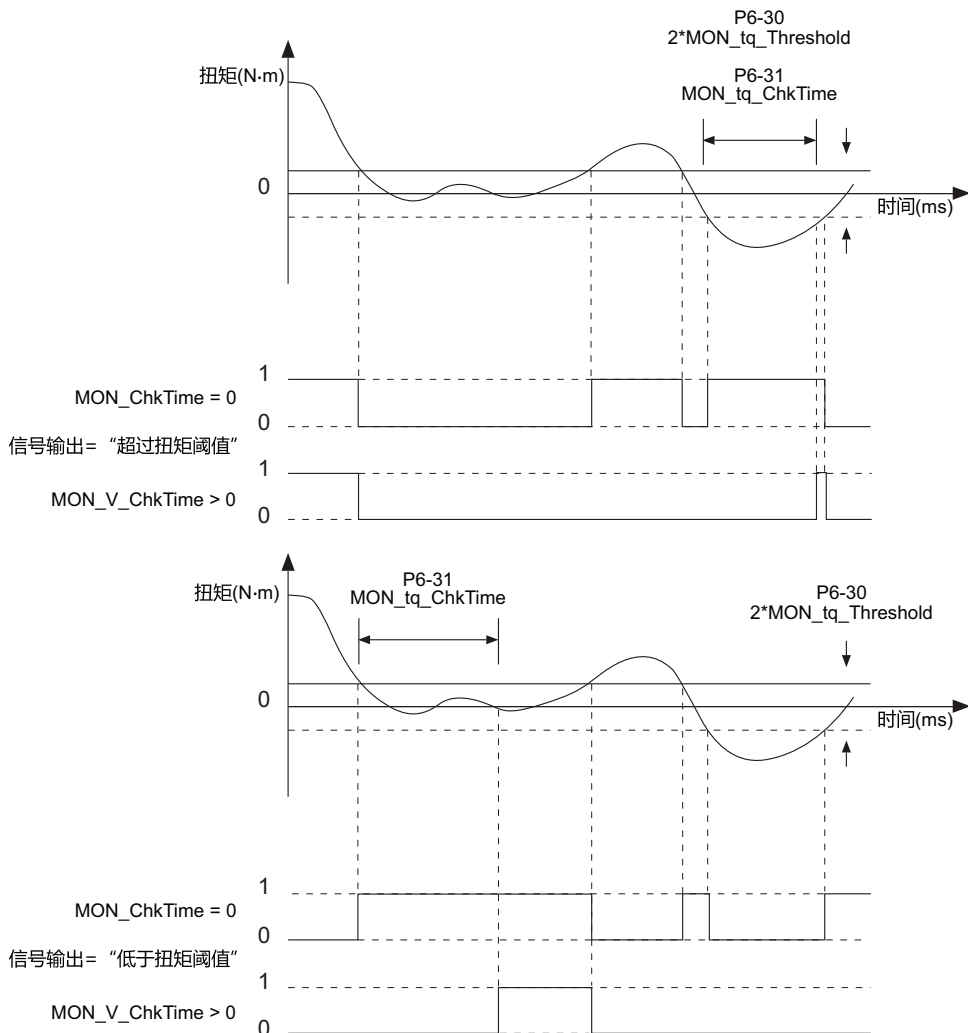 P6-30
2*MON_tq_Threshold
扭矩(N·m)
P6-31
MON_tq_ChkTime
0
时间(ms)
1
MON_ChkTime = 0
0
信号输出=“超过扭矩阈值”
1
MON_V_ChkTime > 0
0
扭矩(N·m)
P6-31
MON_tq_ChkTime
P6-30
2*MON_tq_Threshold
0
时间(ms)
1
MON_ChkTime = 0
0
信号输出=“低于扭矩阈值”
1
MON_V_ChkTime > 0
0